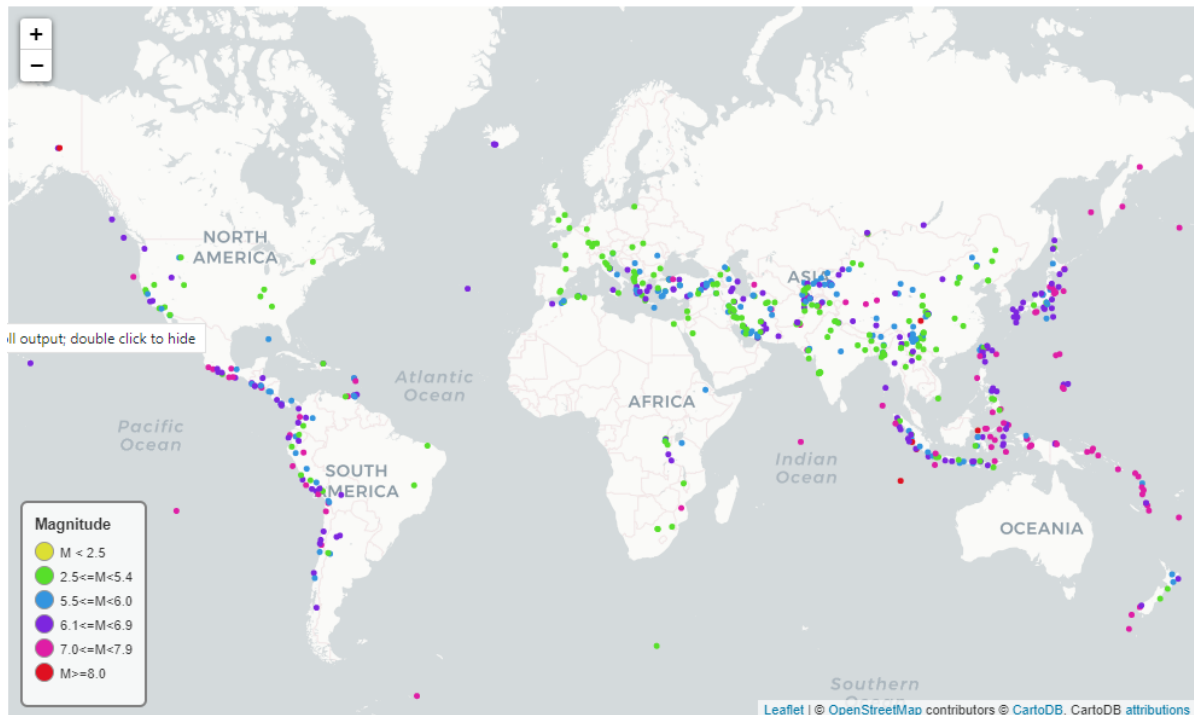 +
−
NORTH
AMERICA
ASIA
ll output; double click to hide
Atlantic
Ocean
AFRICA
Pacific
Ocean
Indian
Ocean
SOUTH
AMERICA
OCEANIA
Magnitude
M < 2.5
2.5<=M<5.4
5.5<=M<6.0
6.1<=M<6.9
7.0<=M<7.9
M>=8.0
Southern
Ocean
Leaflet | © OpenStreetMap contributors © CartoDB, CartoDB attributions